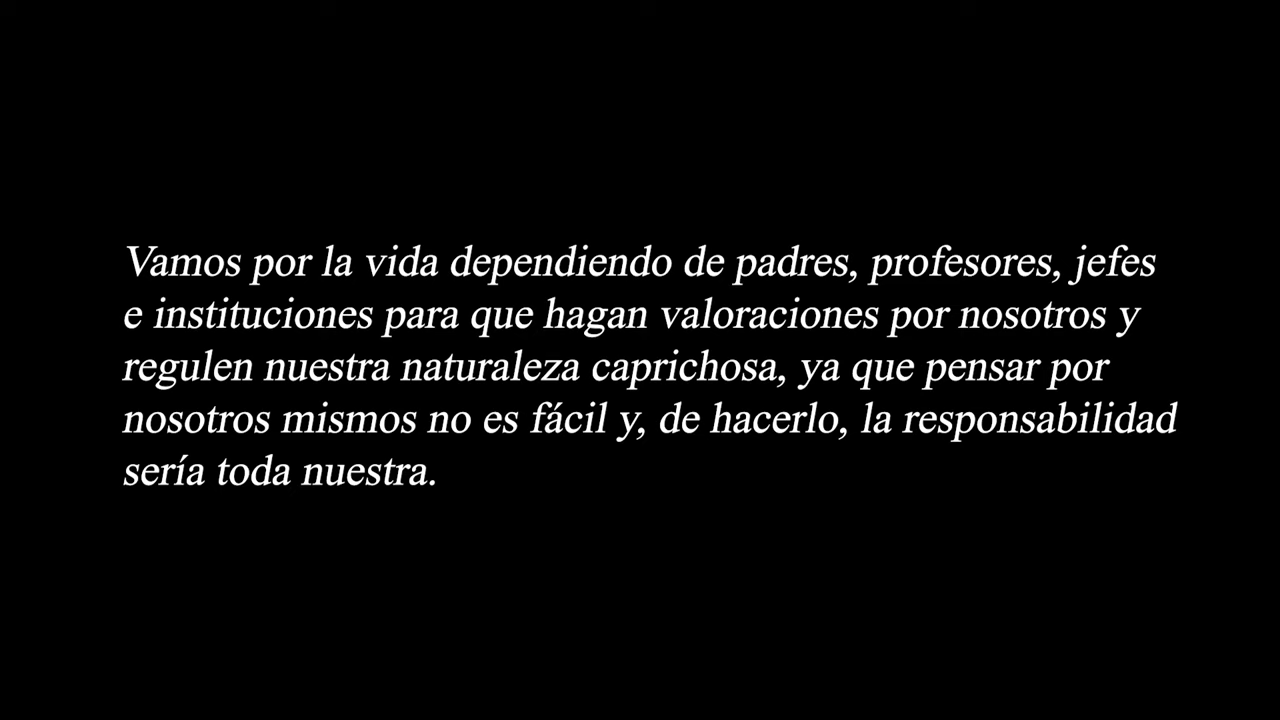 Vamos por la vida dependiendo de padres, profesores, jefes
e instituciones para que hagan valoraciones por nosotros y
regulen nuestra naturaleza caprichosa, ya que pensar por
nosotros mismos no es fácil y, de hacerlo, la responsabilidad
sería toda nuestra.